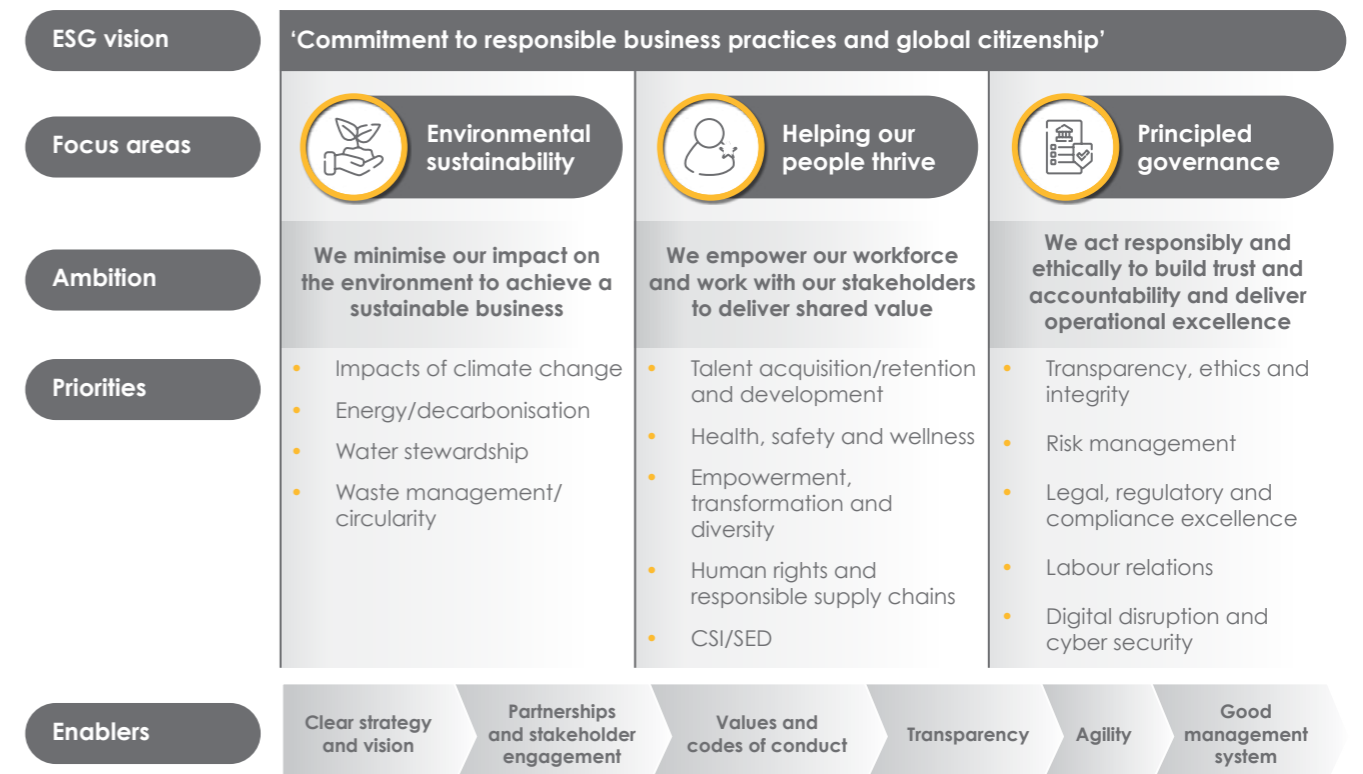 ESG vision
‘Commitment to responsible business practices and global citizenship’
Focus areas
Environmental
sustainability
Helping our
people thrive
Principled
governance
Ambition
We minimise our impact on
the environment to achieve a
sustainable business
We empower our workforce
and work with our stakeholders
to deliver shared value
We act responsibly and
ethically to build trust and
accountability and deliver
operational excellence
Priorities
• Impacts of climate change
• Energy/decarbonisation
• Water stewardship
• Waste management/
circularity
• Talent acquisition/retention
and development
• Health, safety and wellness
• Empowerment,
transformation and
diversity
• Human rights and
responsible supply chains
• CSI/SED
• Transparency, ethics and
integrity
• Risk management
• Legal, regulatory and
compliance excellence
• Labour relations
• Digital disruption and
cyber security
Enablers
Clear strategy
and vision
Partnerships
and stakeholder
engagement
Values and
codes of conduct
Transparency
Agility
Good
management
system